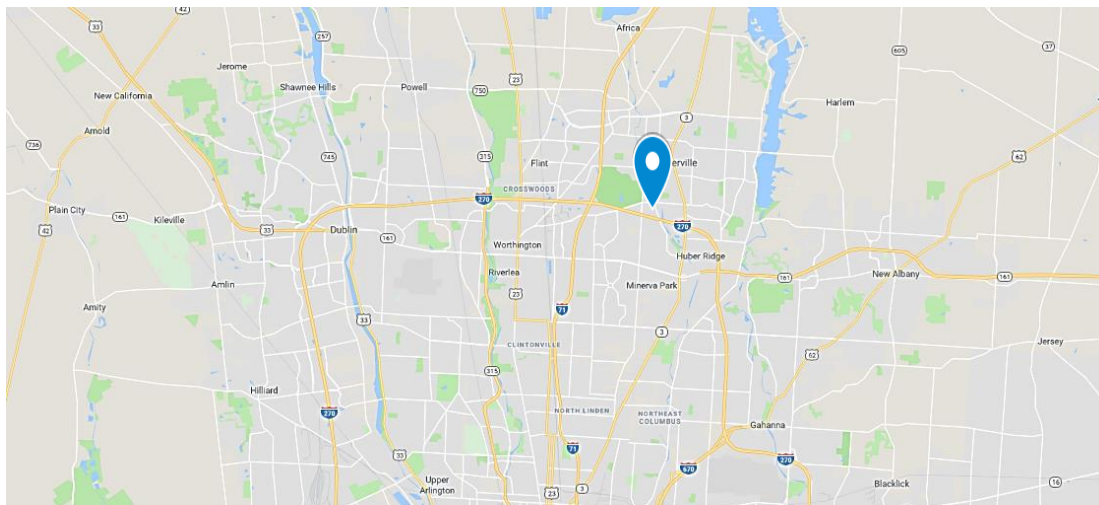 42
33
257
Africa
37
605
Jerome
23
New California
Shawnee Hills
Powell
750
Harlem
3
Arnold
736
745
315
Flint
erville
62
CROSSWOODS
270
Plain City
161
Kileville
33
42
Dublin
161
270
Worthington
Huber Ridge
Riverlea
161
New Albany
161
Amlin
Minerva Park
23
71
Amity
33
3
Jersey
CLINTONVILLE
62
315
Hilliard
270
NORTH LINDEN
NORTHEAST
COLUMBUS
Gahanna
71
33
270
670
Upper
Arlington
23
3
Blacklick
16